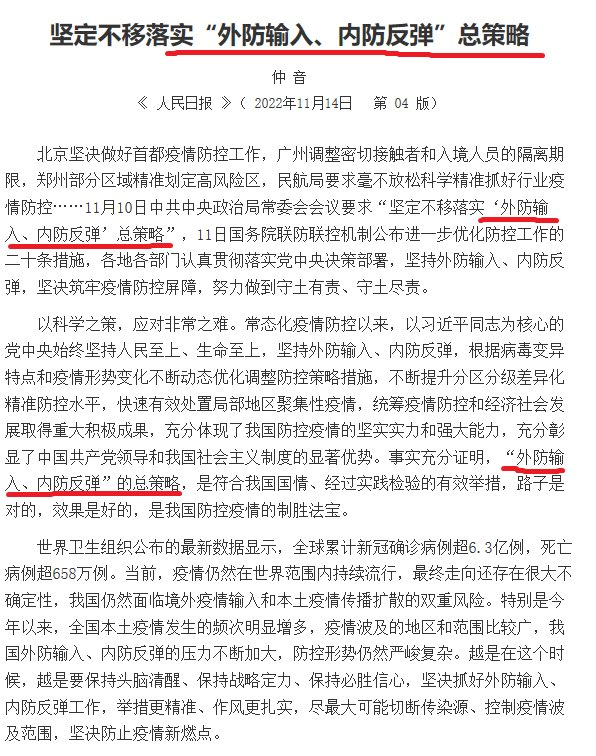 坚定不移落实“外防输入、内防反弹”总策略
仲 音
《 人民日报 》（ 2022年11月14日   第 04 版）
北京坚决做好首都疫情防控工作，广州调整密切接触者和入境人员的隔离期
限，郑州部分区域精准划定高风险区，民航局要求毫不放松科学精准抓好行业疫
情防控……11月10日中共中央政治局常委会会议要求“坚定不移落实‘外防输
入、内防反弹’总策略”，11日国务院联防联控机制公布进一步优化防控工作的
二十条措施，各地各部门认真贯彻落实党中央决策部署，坚持外防输入、内防反
弹，坚决筑牢疫情防控屏障，努力做到守土有责、守土尽责。
以科学之策，应对非常之难。常态化疫情防控以来，以习近平同志为核心的
党中央始终坚持人民至上、生命至上，坚持外防输入、内防反弹，根据病毒变异
特点和疫情形势变化不断动态优化调整防控策略措施，不断提升分区分级差异化
精准防控水平，快速有效处置局部地区聚集性疫情，统筹疫情防控和经济社会发
展取得重大积极成果，充分体现了我国防控疫情的坚实实力和强大能力，充分彰
显了中国共产党领导和我国社会主义制度的显著优势。事实充分证明，“外防输
入、内防反弹”的总策略，是符合我国国情、经过实践检验的有效举措，路子是
对的，效果是好的，是我国防控疫情的制胜法宝。
世界卫生组织公布的最新数据显示，全球累计新冠确诊病例超6.3亿例，死亡
病例超658万例。当前，疫情仍然在世界范围内持续流行，最终走向还存在很大不
确定性，我国仍然面临境外疫情输入和本土疫情传播扩散的双重风险。特别是今
年以来，全国本土疫情发生的频次明显增多，疫情波及的地区和范围比较广，我
国外防输入、内防反弹的压力不断加大，防控形势仍然严峻复杂。越是在这个时
候，越是要保持头脑清醒、保持战略定力、保持必胜信心，坚决抓好外防输入、
内防反弹工作，举措更精准、作风更扎实，尽最大可能切断传染源、控制疫情波
及范围，坚决防止疫情新燃点。